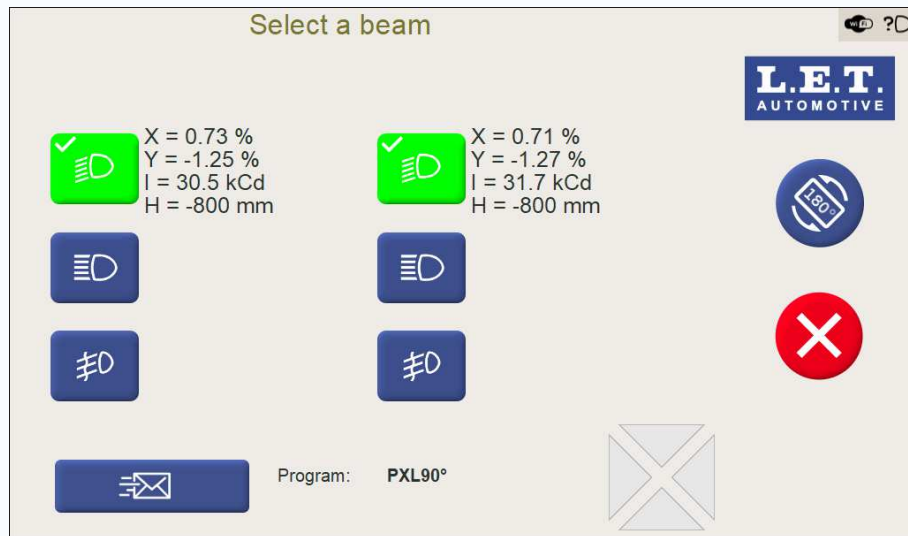 Select a beam
WiFi ?
L.E.T.
AUTOMOTIVE
X = 0.73 %
Y = -1.25 %
I = 30.5 kCd
H = -800 mm
X = 0.71 %
Y = -1.27 %
I = 31.7 kCd
H = -800 mm
180°
Program: PXL90°